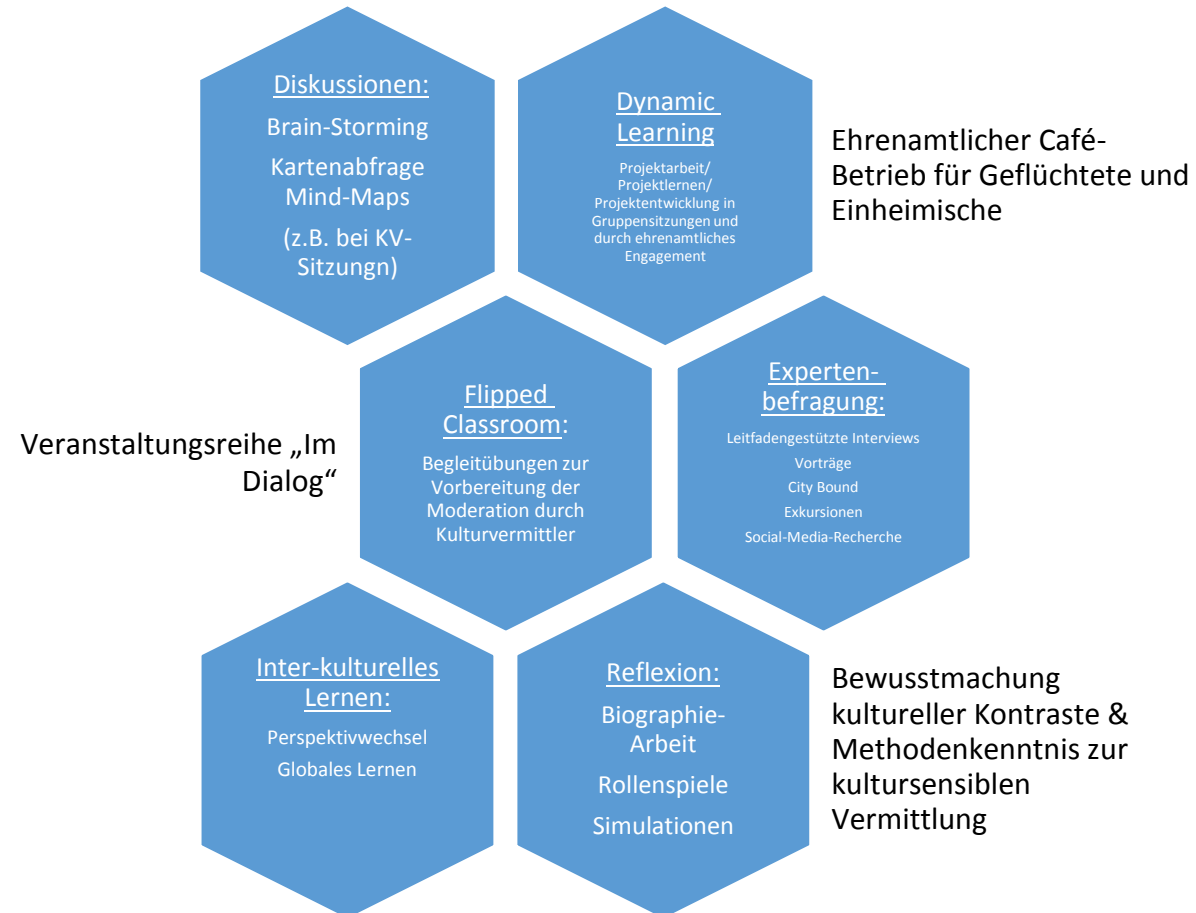 Diskussionen:
Brain-Storming
Kartenabfrage
Mind-Maps
(z.B. bei KV-
Sitzungn)
Dynamic
Learning
Projektarbeit/
Projektlernen/
Projektentwicklung in
Gruppensitzungen und
durch ehrenamtliches
Engagement
Ehrenamtlicher Café-
Betrieb für Geflüchtete und
Einheimische
Veranstaltungsreihe „Im
Dialog“
Flipped
Classroom:
Begleitübungen zur
Vorbereitung der
Moderation durch
Kulturvermittler
Experten-
befragung:
Leitfadengestützte Interviews
Vorträge
City Bound
Exkursionen
Social-Media-Recherche
Inter-kulturelles
Lernen:
Perspektivwechsel
Globales Lernen
Reflexion:
Biographie-
Arbeit
Rollenspiele
Simulationen
Bewusstmachung
kultureller Kontraste &
Methodenkenntnis zur
kultursensiblen
Vermittlung